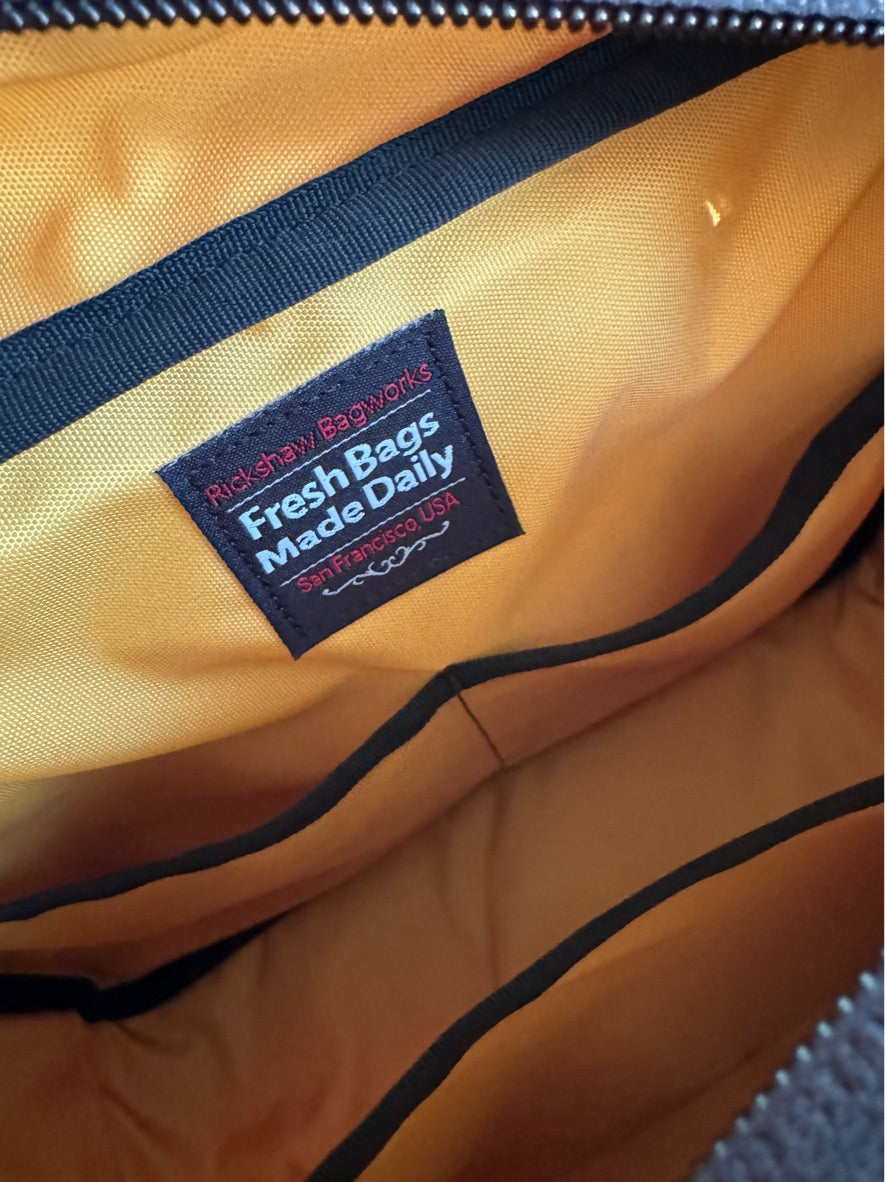 Rickshaw Bagworks
Fresh Bags
Made Daily
San Francisco, USA